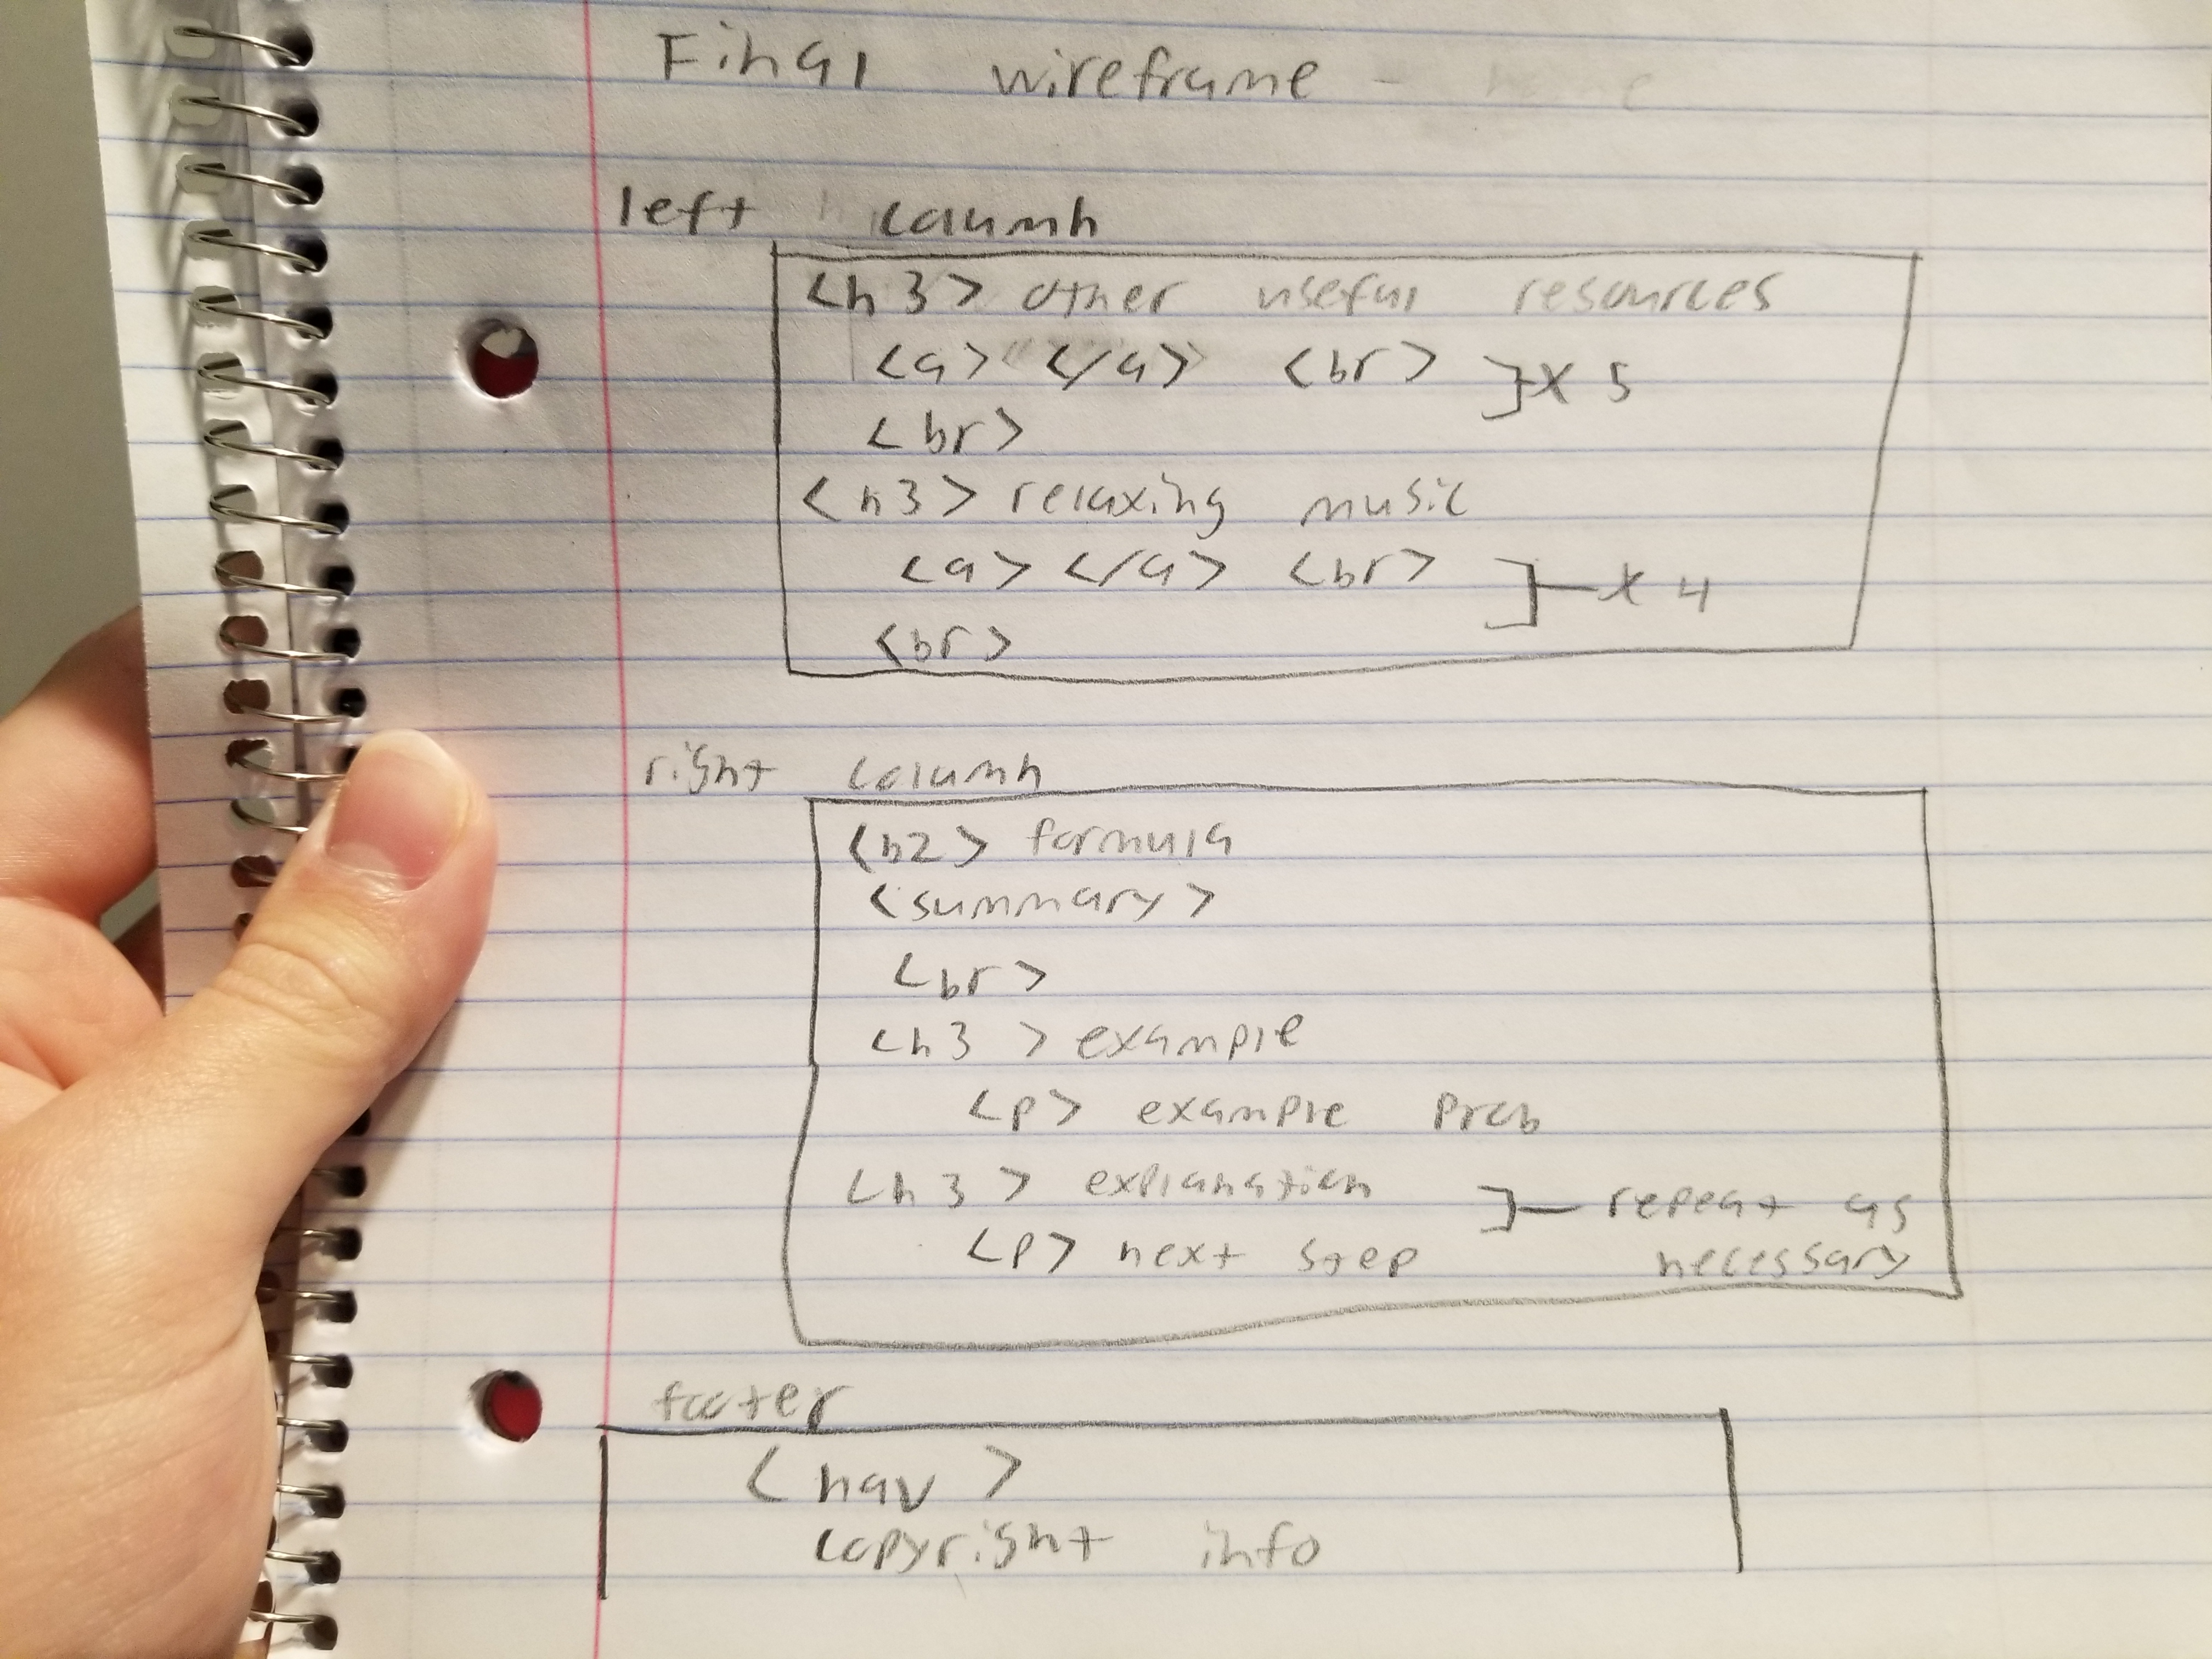 Final wireframe -
left column
<h3> other useful resources
<a> </a> <br> ] x 5
<br>
<h3> relaxing music
<a> </a> <br> ] - x 4
<br>
right column
<h2> formula
<summary>
<br>
<h3> example
<p> example prob
<h3> explanation ] - repeat as
<p> next step necessary
footer
<nav>
copyright info